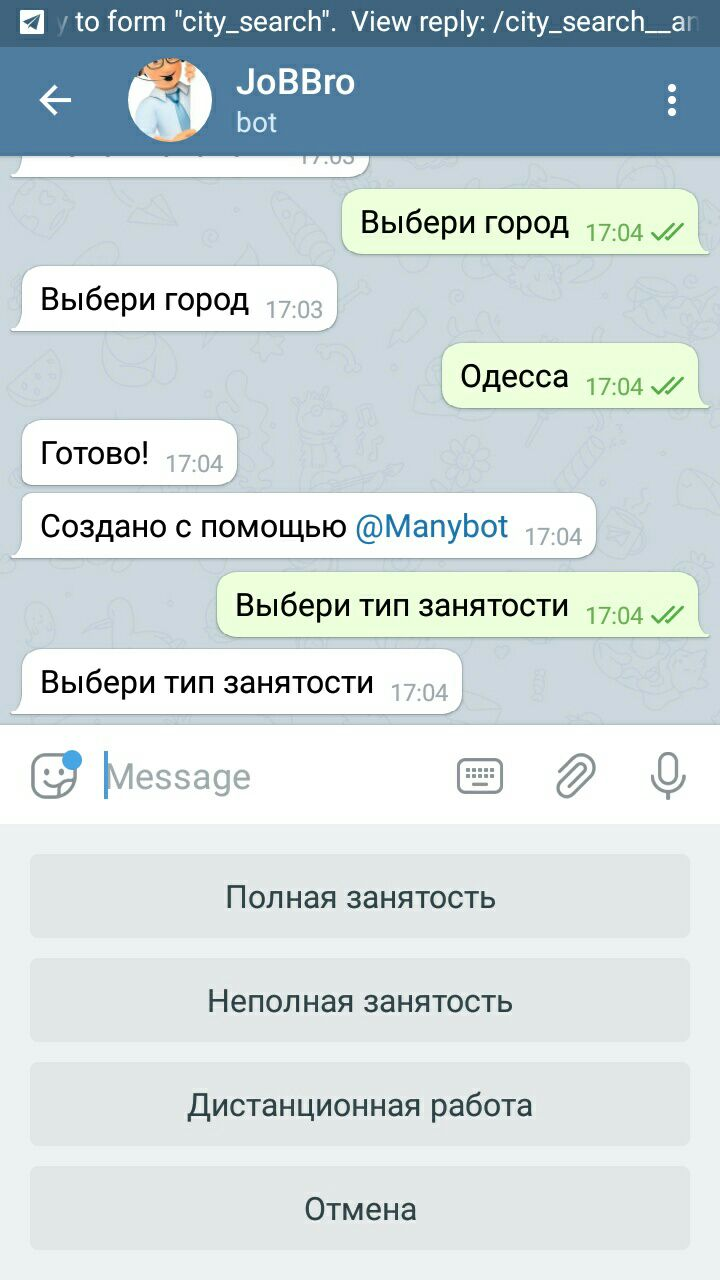 y to form "city_search". View reply: /city_search__an
JoBBro
bot
17:03
Выбери город 17:04
Выбери город 17:03
Одесса 17:04
Готово! 17:04
Создано с помощью @Manybot 17:04
Выбери тип занятости 17:04
Выбери тип занятости 17:04
Message
Полная занятость
Неполная занятость
Дистанционная работа
Отмена